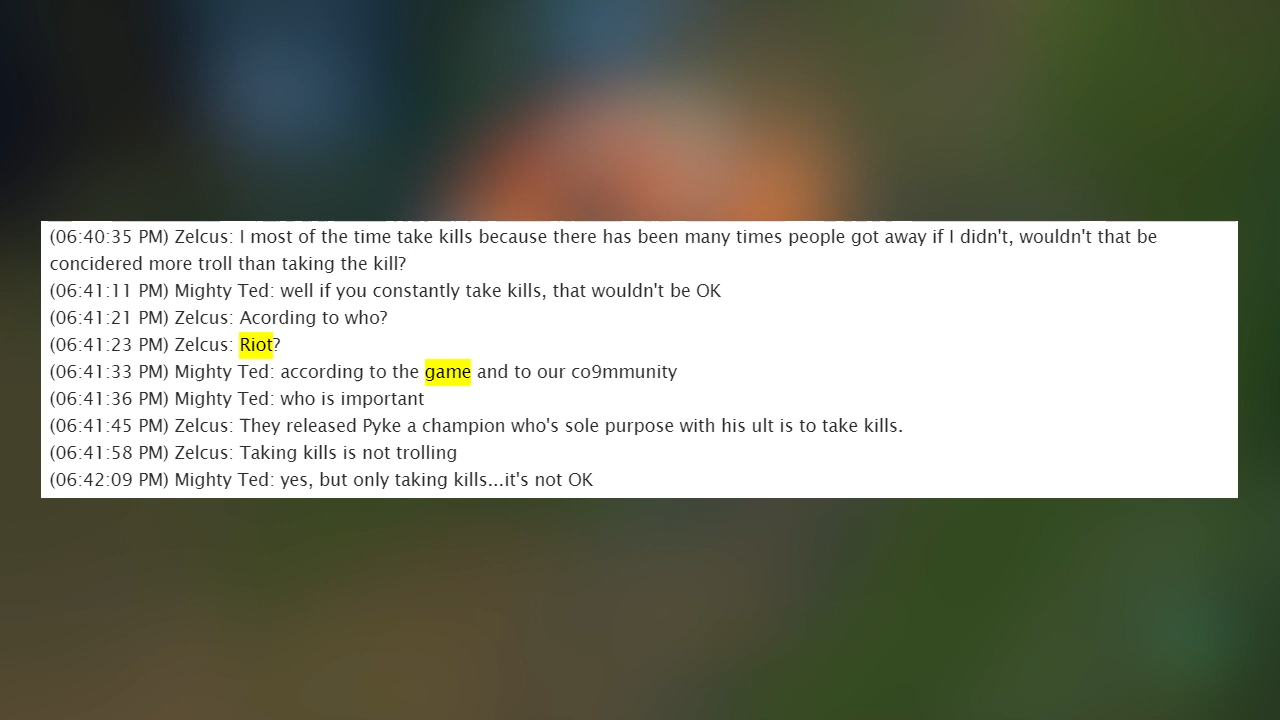 (06:40:35 PM) Zelcus: I most of the time take kills because there has been many times people got away if I didn't, wouldn't that be
concidered more troll than taking the kill?
(06:41:11 PM) Mighty Ted: well if you constantly take kills, that wouldn't be OK
(06:41:21 PM) Zelcus: Acording to who?
(06:41:23 PM) Zelcus: Riot?
(06:41:33 PM) Mighty Ted: according to the game and to our co9mmunity
(06:41:36 PM) Mighty Ted: who is important
(06:41:45 PM) Zelcus: They released Pyke a champion who's sole purpose with his ult is to take kills.
(06:41:58 PM) Zelcus: Taking kills is not trolling
(06:42:09 PM) Mighty Ted: yes, but only taking kills...it's not OK